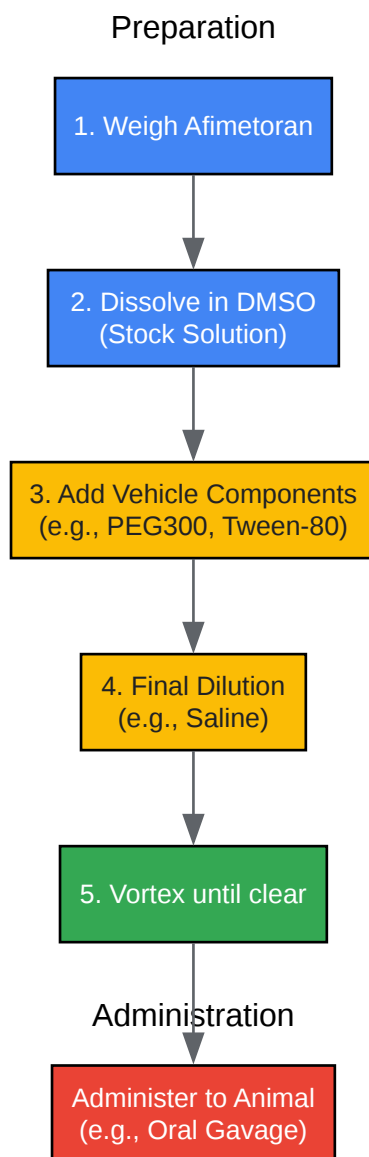 Preparation
1. Weigh Afimetoran
2. Dissolve in DMSO
(Stock Solution)
3. Add Vehicle Components
(e.g., PEG300, Tween-80)
4. Final Dilution
(e.g., Saline)
5. Vortex until clear
Administration
Administer to Animal
(e.g., Oral Gavage)